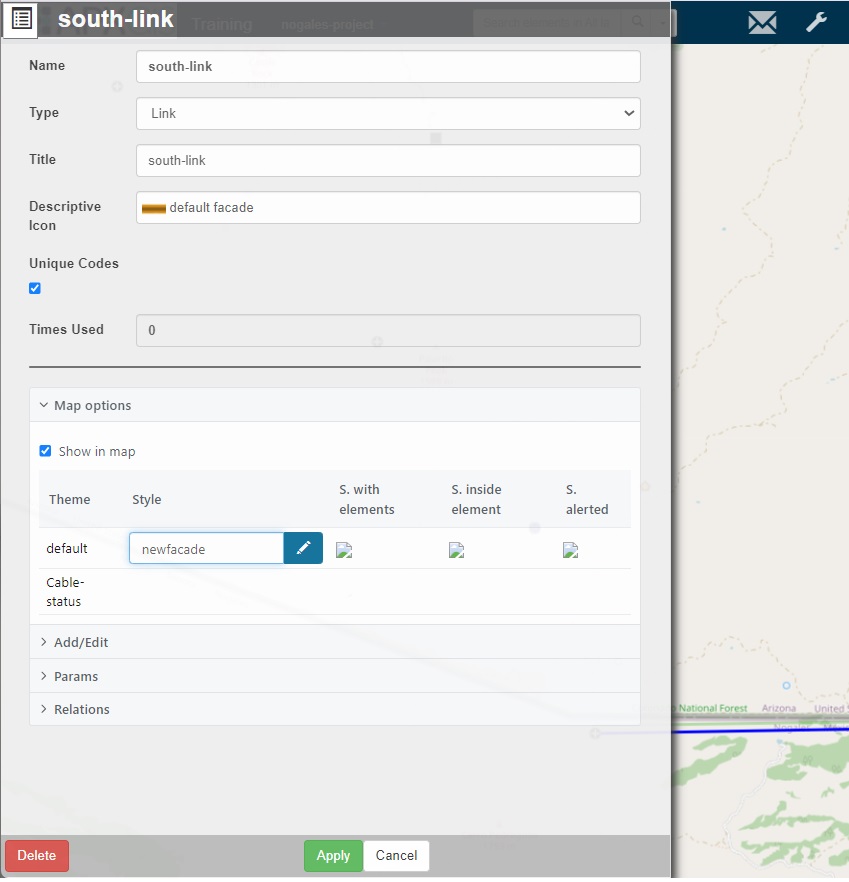 south-link
Training
nogales-project
Name
south-link
Type
Link
Title
south-link
Descriptive
Icon
default facade
Unique Codes
Times Used
0
Map options
Show in map
Theme
Style
S. with
elements
S. inside
element
S.
alerted
default
newfacade
Cable-
status
Add/Edit
Params
Relations
National Forest
Arizona
United
Delete
Apply
Cancel